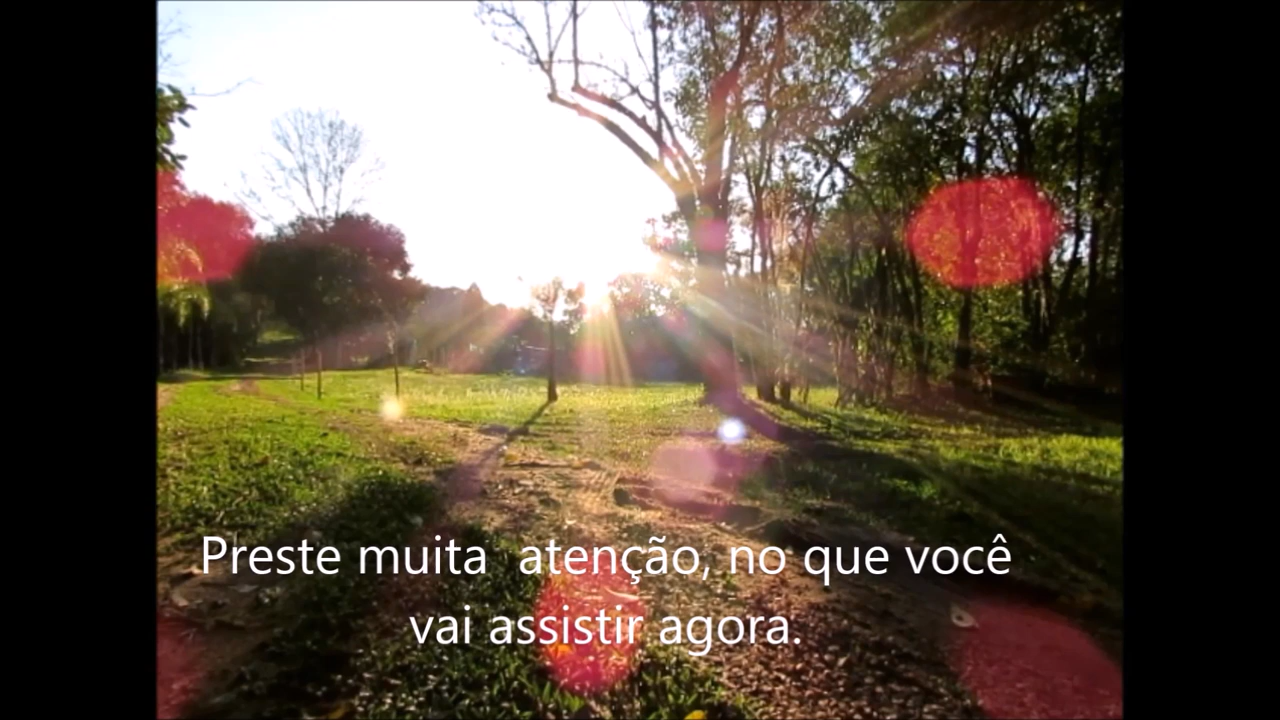 Preste muita  atenção, no que você
vai assistir agora.